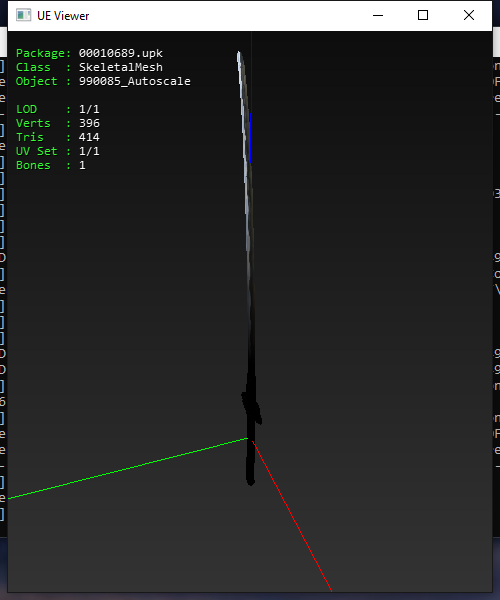 UE Viewer
Package: 00010689.upk
Class  : SkeletalMesh
Object : 990085_Autoscale
LOD    : 1/1
Verts  : 396
Tris   : 414
UV Set : 1/1
Bones  : 1